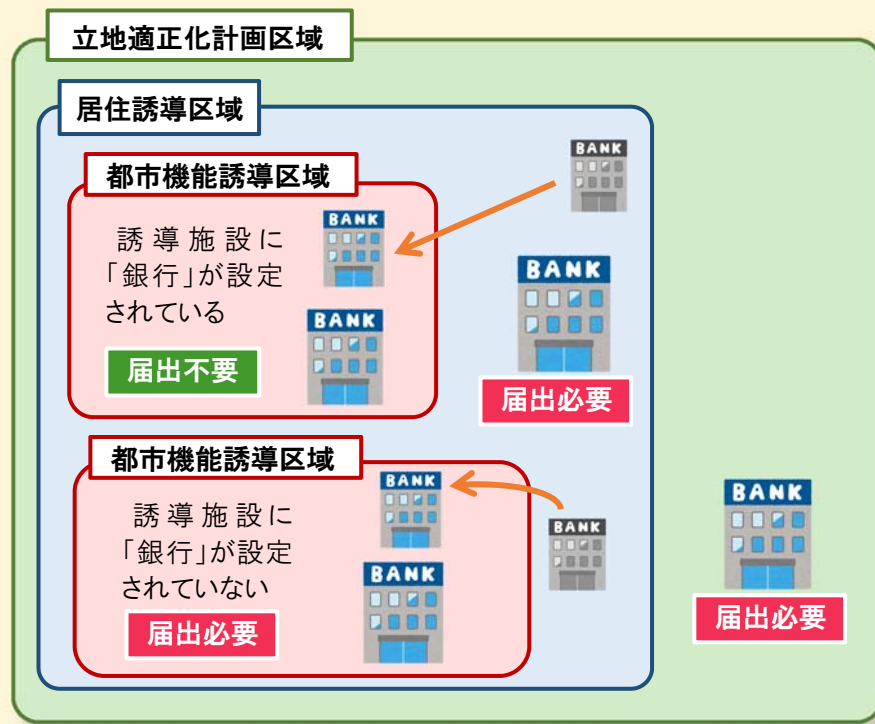 立地適正化計画区域
居住誘導区域
都市機能誘導区域
誘導施設に
「銀行」が設定
されている
届出不要
BANK
BANK
BANK
BANK
届出必要
都市機能誘導区域
誘導施設に
「銀行」が設定
されていない
届出必要
BANK
BANK
BANK
BANK
届出必要